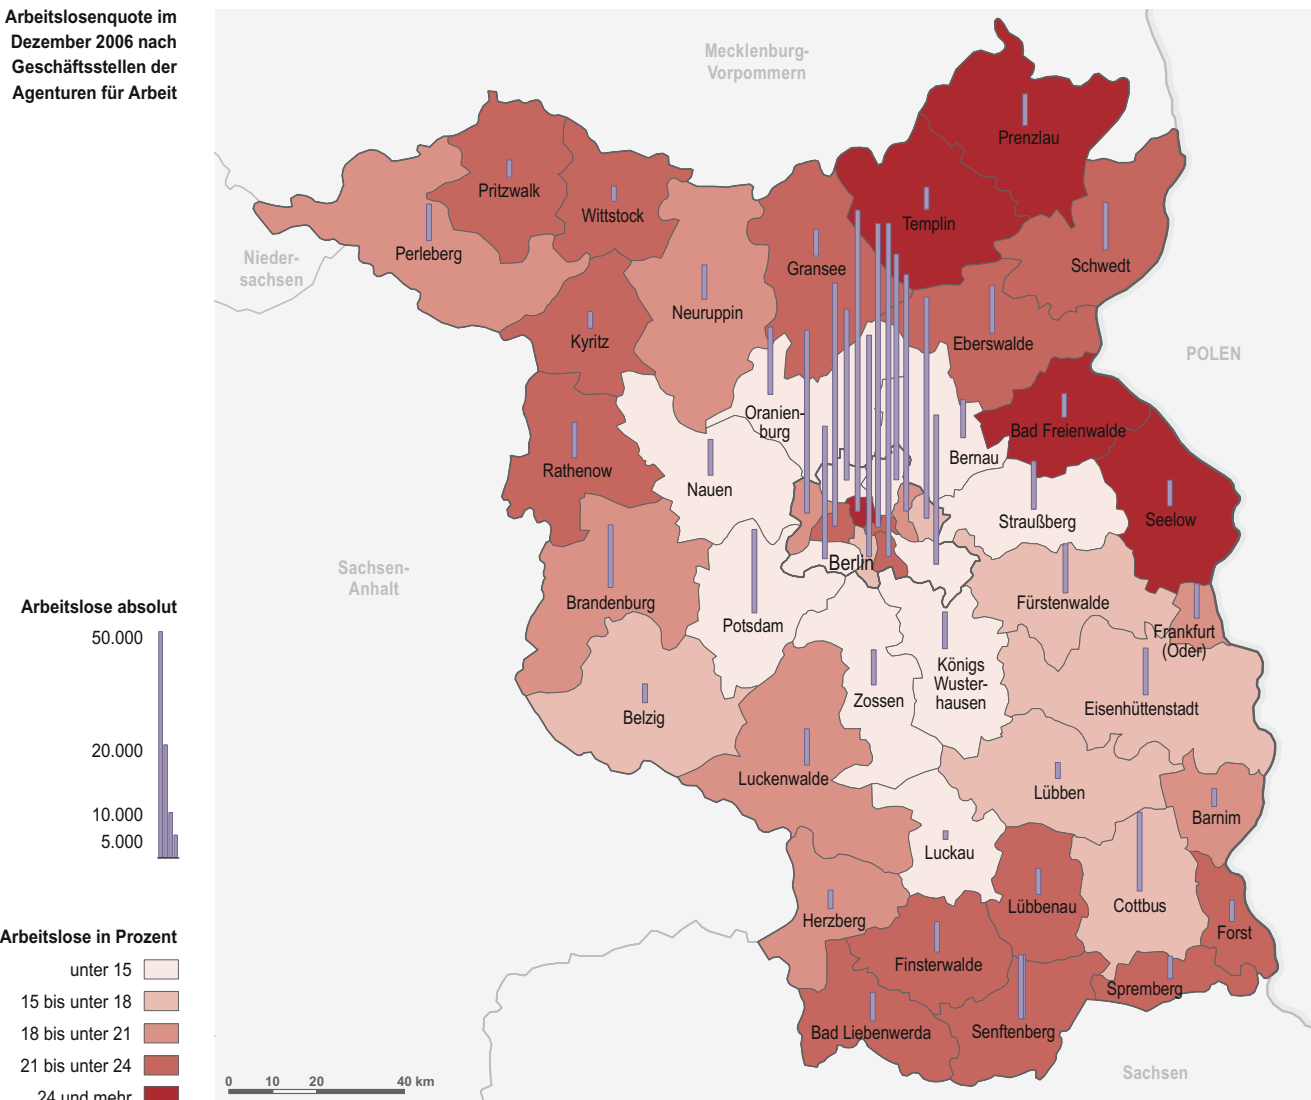 Arbeitslosenquote im
Dezember 2006 nach
Geschäftsstellen der
Agenturen für Arbeit
Mecklenburg-
Vorpommern
Prenzlau
Pritzwalk
Wittstock
Templin
Perleberg
Nieder-
sachsen
Gransee
Schwedt
Neuruppin
Kyritz
Eberswalde
POLEN
Oranien-
burg
Bad Freienwalde
Bernau
Rathenow
Nauen
Straußberg
Seelow
Berlin
Sachsen-
Anhalt
Brandenburg
Potsdam
Fürstenwalde
Frankfurt
(Oder)
Königs
Wuster-
hausen
Zossen
Belzig
Eisenhüttenstadt
Luckenwalde
Lübben
Barnim
Luckau
Lübbenau
Cottbus
Herzberg
Forst
Finsterwalde
Spremberg
Bad Liebenwerda
Senftenberg
Sachsen
Arbeitslose absolut
50.000
20.000
10.000
5.000
Arbeitslose in Prozent
unter 15
15 bis unter 18
18 bis unter 21
21 bis unter 24
24 und mehr
0 10 20 40 km